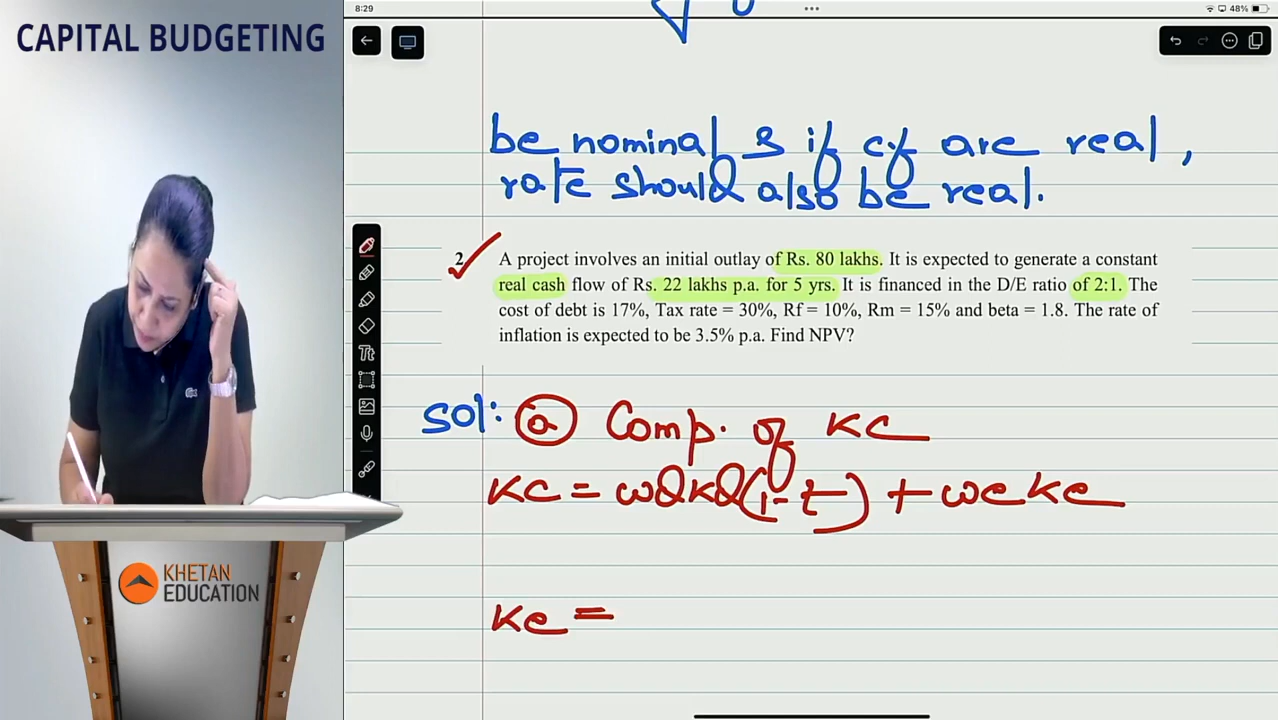 CAPITAL BUDGETING
8:29
48%
be nominal & if cf are real,
rate should also be real.
2 A project involves an initial outlay of Rs. 80 lakhs. It is expected to generate a constant
real cash flow of Rs. 22 lakhs p.a. for 5 yrs. It is financed in the D/E ratio of 2:1. The
cost of debt is 17%, Tax rate = 30%, Rf = 10%, Rm = 15% and beta = 1.8. The rate of
inflation is expected to be 3.5% p.a. Find NPV?
Tt
Sol: (a) Comp. of KC
KC = wdkd(1-t) + weke
ke =
KHETAN
EDUCATION